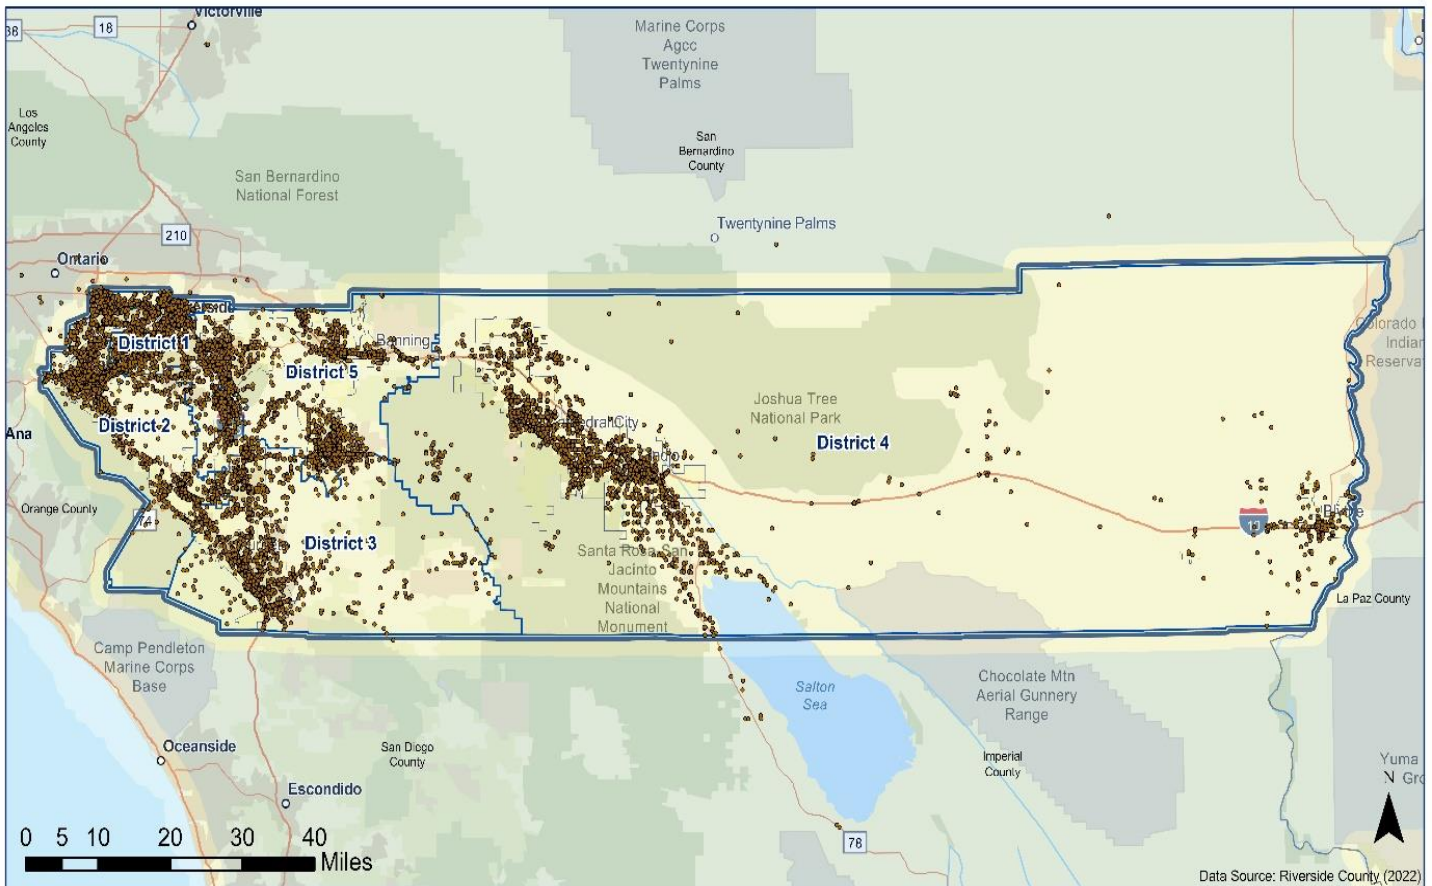 Victorville
18
Marine Corps
Agcc
Twentynine
Palms
Los
Angeles
County
San
Bernardino
County
San Bernardino
National Forest
210
Twentynine Palms
Ontario
District 1
Banning
District 5
Joshua Tree
National Park
District 4
District 2
Ana
Orange County
74
District 3
Santa Rosa San
Jacinto
Mountains
National
Monument
La Paz County
Camp Pendleton
Marine Corps
Base
Salton
Sea
Chocolate Mtn
Aerial Gunnery
Range
Oceanside
San Diego
County
Imperial
County
Escondido
Yuma
N
0 5 10 20 30 40
Miles
78
Data Source: Riverside County (2022)